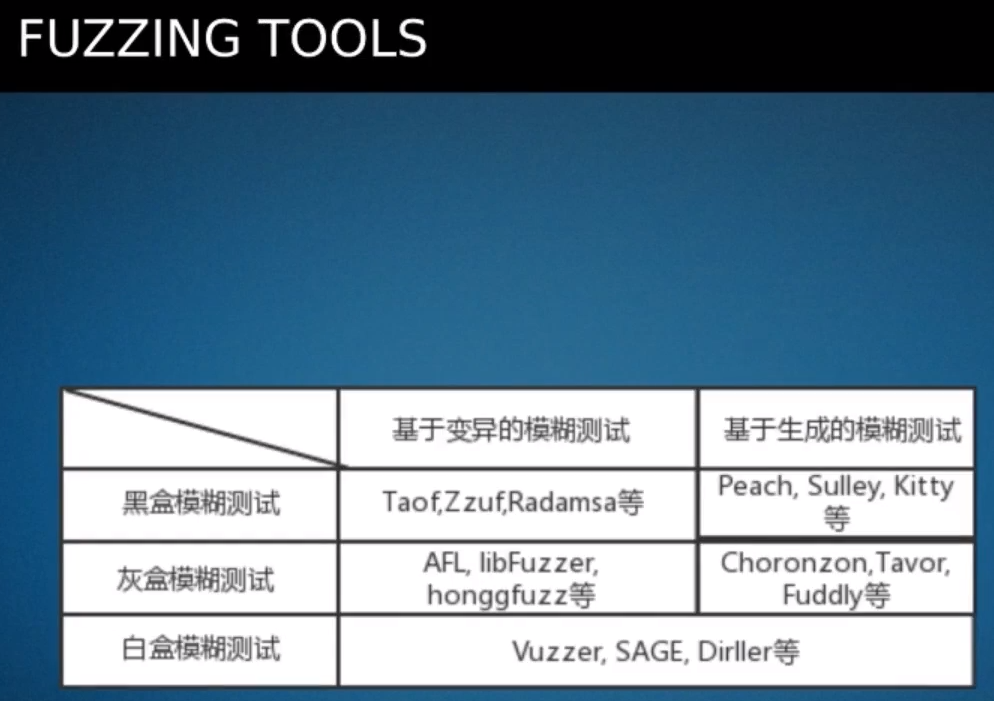 FUZZING TOOLS
基于变异的模糊测试
基于生成的模糊测试
黑盒模糊测试
Taof,Zzuf,Radamsa等
Peach, Sulley, Kitty
等
灰盒模糊测试
AFL, libFuzzer,
honggfuzz等
Choronzon,Tavor,
Fuddly等
白盒模糊测试
Vuzzer, SAGE, Dirller等